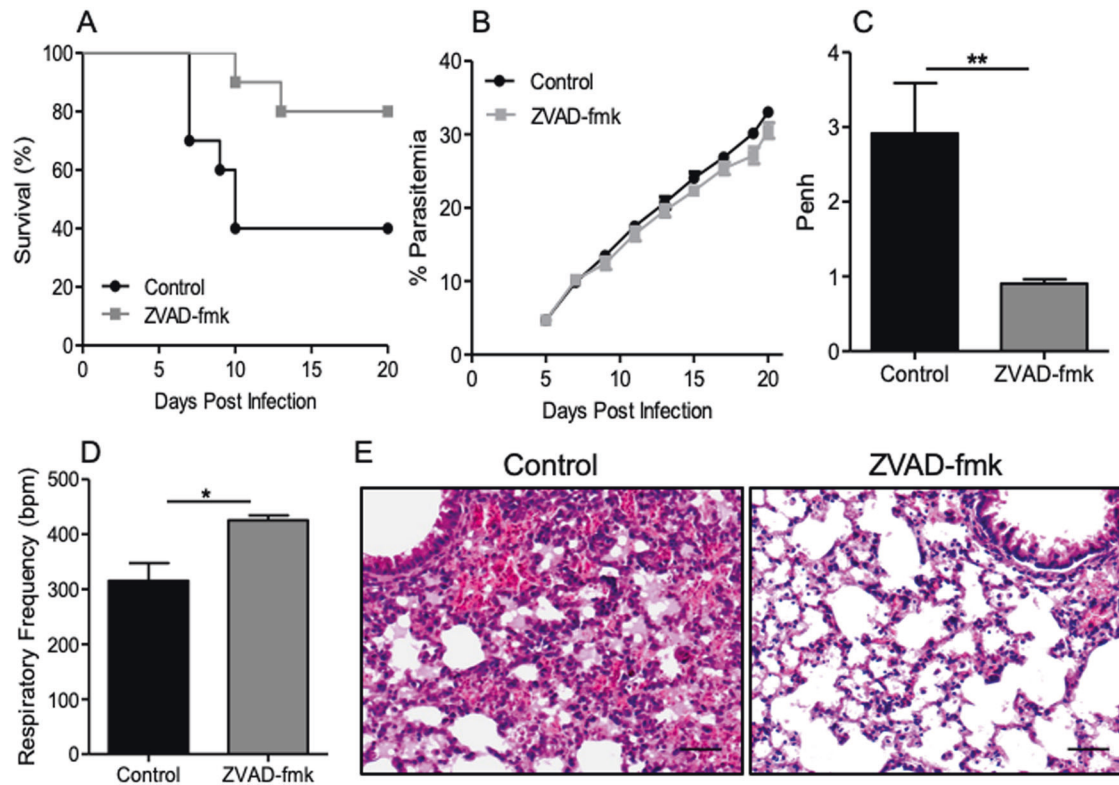 A
Survival (%)
100
80
60
40
20
0
0 5 10 15 20
Days Post Infection
Control
ZVAD-fmk
B
% Parasitemia
40
30
20
10
0
0 5 10 15 20
Days Post Infection
Control
ZVAD-fmk
C
Penh
4
3
2
1
0
**
Control ZVAD-fmk
D
Respiratory Frequency (bpm)
500
400
300
200
100
0
*
Control ZVAD-fmk
E
Control ZVAD-fmk